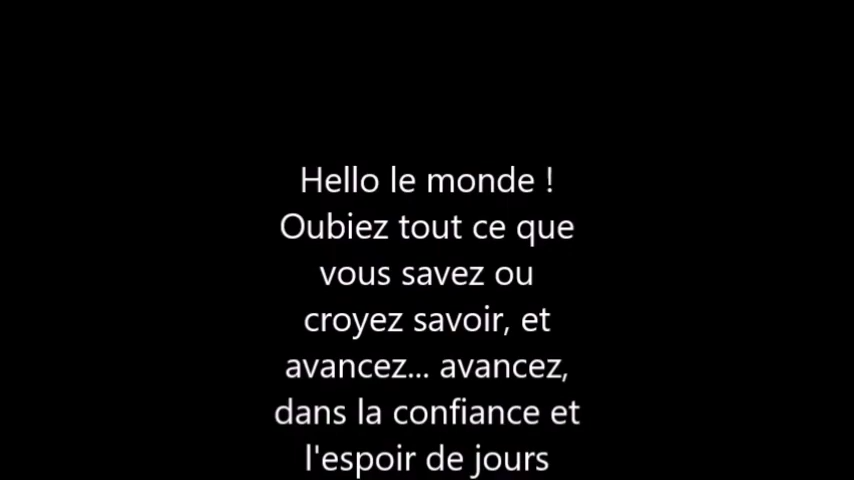 Hello le monde !
Oubiez tout ce que
vous savez ou
croyez savoir, et
avancez... avancez,
dans la confiance et
l'espoir de jours